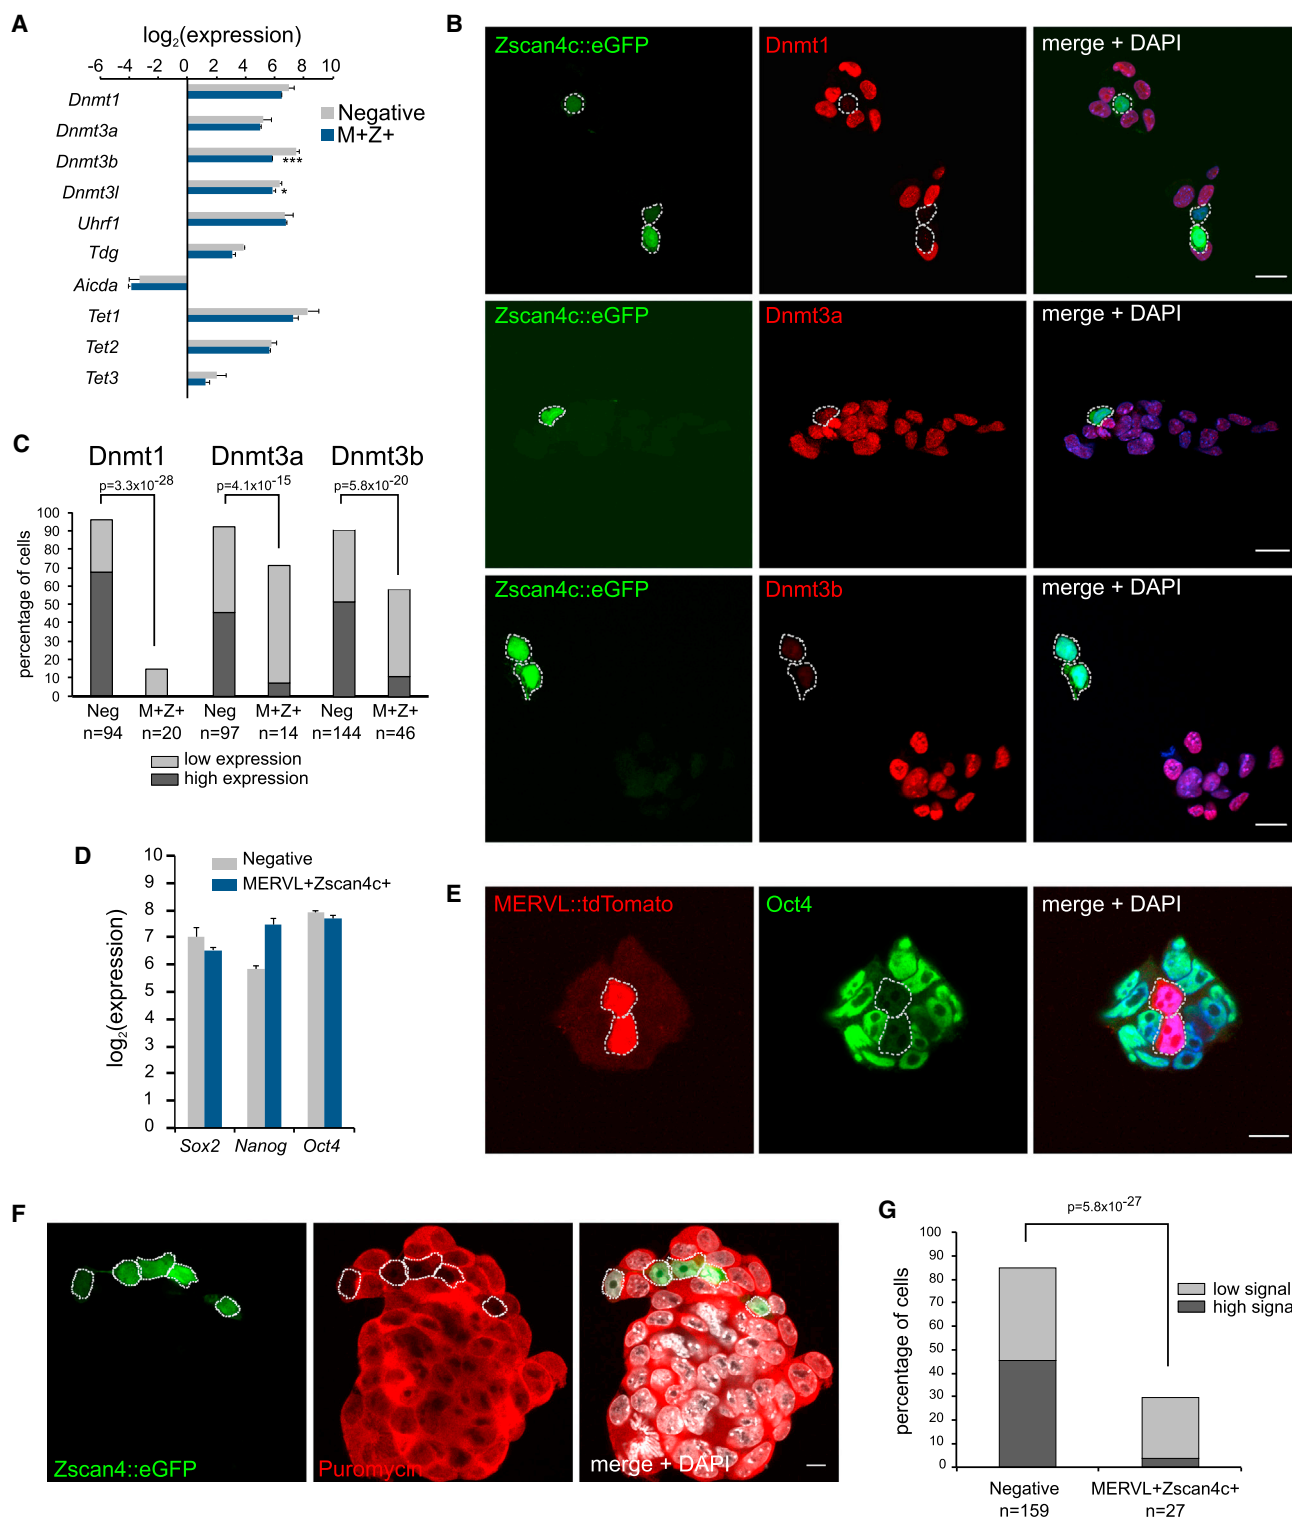 A
log2(expression)
-6 -4 -2 0 2 4 6 8 10
Dnmt1
Dnmt3a
Dnmt3b
***
Dnmt3l
*
Uhrf1
Tdg
Aicda
Tet1
Tet2
Tet3
Negative
M+Z+
B
Zscan4c::eGFP
Dnmt1
merge + DAPI
Zscan4c::eGFP
Dnmt3a
merge + DAPI
Zscan4c::eGFP
Dnmt3b
merge + DAPI
C
Dnmt1 Dnmt3a Dnmt3b
p=3.3x10-28 p=4.1x10-15 p=5.8x10-20
percentage of cells
100
90
80
70
60
50
40
30
20
10
0
Neg M+Z+ Neg M+Z+ Neg M+Z+
n=94 n=20 n=97 n=14 n=144 n=46
low expression
high expression
D
log2(expression)
10
9
8
7
6
5
4
3
2
1
0
Negative
MERVL+Zscan4c+
Sox2 Nanog Oct4
E
MERVL::tdTomato
Oct4
merge + DAPI
F
Zscan4::eGFP
Puromycin
merge + DAPI
G
p=5.8x10-27
percentage of cells
100
90
80
70
60
50
40
30
20
10
0
low signal
high signa
Negative MERVL+Zscan4c+
n=159 n=27